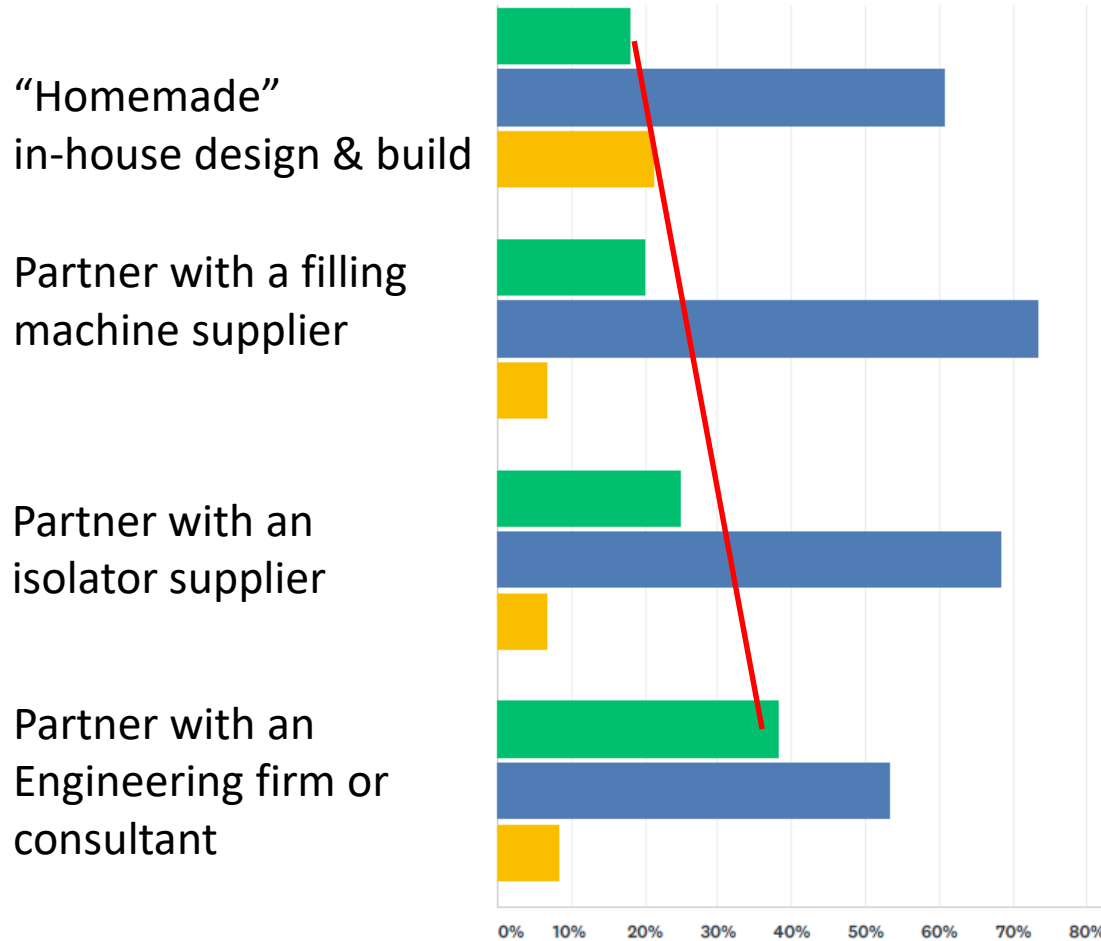 “Homemade”
in-house design & build
Partner with a filling
machine supplier
Partner with an
isolator supplier
Partner with an
Engineering firm or
consultant
0% 10% 20% 30% 40% 50% 60% 70% 80%